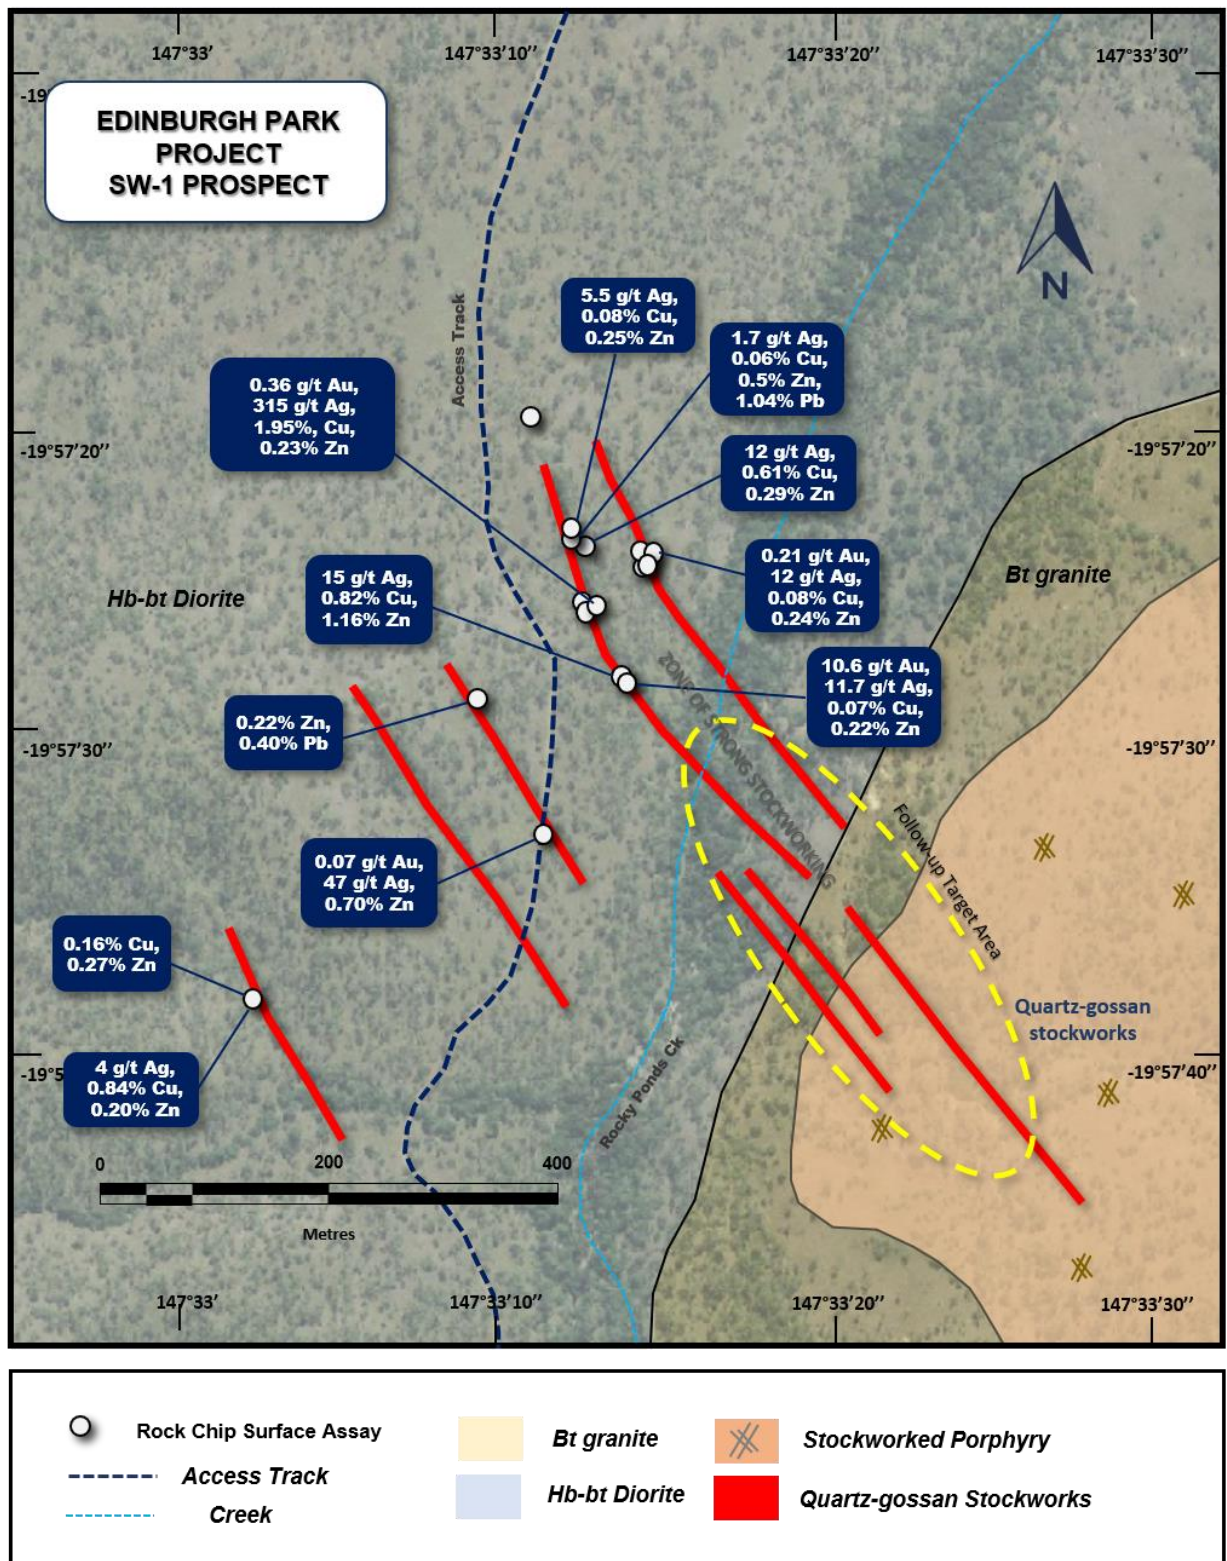 147°33'
147°33'10''
147°33'20''
147°33'30''
EDINBURGH PARK
PROJECT
SW-1 PROSPECT
N
Access Track
5.5 g/t Ag,
0.08% Cu,
0.25% Zn
1.7 g/t Ag,
0.06% Cu,
0.5% Zn,
1.04% Pb
0.36 g/t Au,
315 g/t Ag,
1.95%, Cu,
0.23% Zn
-19°57'20''
-19°57'20''
12 g/t Ag,
0.61% Cu,
0.29% Zn
Hb-bt Diorite
15 g/t Ag,
0.82% Cu,
1.16% Zn
0.21 g/t Au,
12 g/t Ag,
0.08% Cu,
0.24% Zn
Bt granite
10.6 g/t Au,
11.7 g/t Ag,
0.07% Cu,
0.22% Zn
0.22% Zn,
0.40% Pb
-19°57'30''
-19°57'30''
ZONE OF STRONG STOCKWORKING
Follow-up Target Area
0.07 g/t Au,
47 g/t Ag,
0.70% Zn
0.16% Cu,
0.27% Zn
Quartz-gossan
stockworks
4 g/t Ag,
0.84% Cu,
0.20% Zn
-19°57'40''
Rocky Ponds Ck
0 200 400
Metres
147°33'
147°33'10''
147°33'20''
147°33'30''
Rock Chip Surface Assay
Access Track
Creek
Bt granite
Hb-bt Diorite
Stockworked Porphyry
Quartz-gossan Stockworks